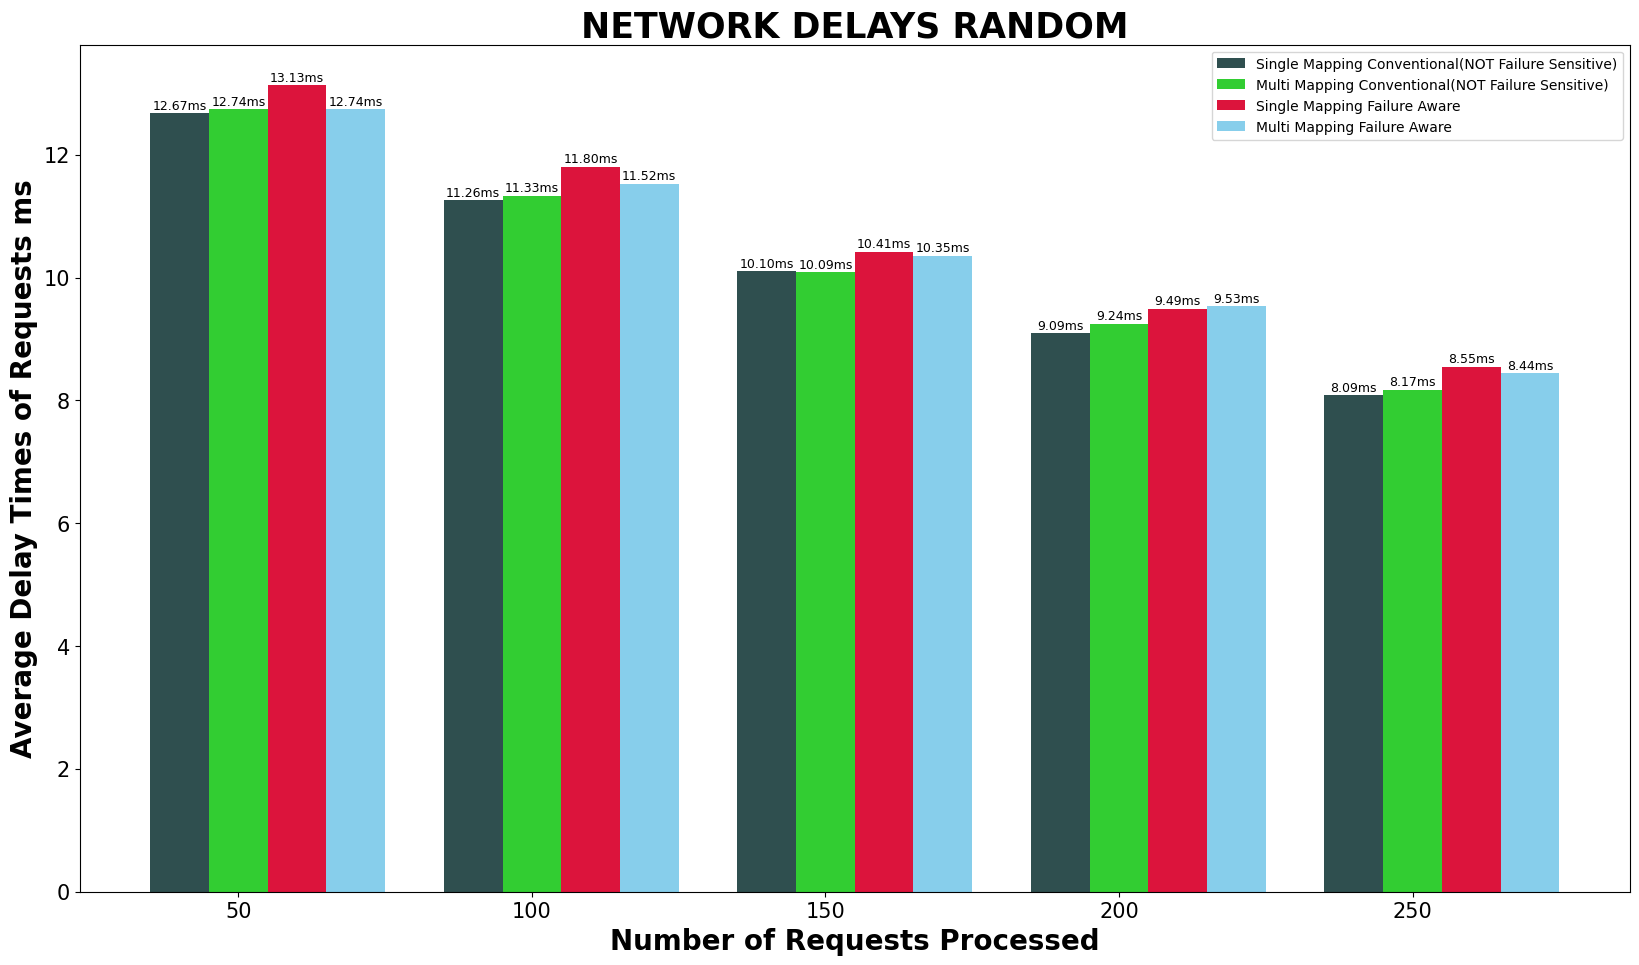 NETWORK DELAYS RANDOM
Single Mapping Conventional(NOT Failure Sensitive)
Multi Mapping Conventional(NOT Failure Sensitive)
Single Mapping Failure Aware
Multi Mapping Failure Aware
12.67ms 12.74ms 13.13ms 12.74ms
11.26ms 11.33ms 11.80ms 11.52ms
10.10ms 10.09ms 10.41ms 10.35ms
9.09ms 9.24ms 9.49ms 9.53ms
8.09ms 8.17ms 8.55ms 8.44ms
Average Delay Times of Requests ms
12
10
8
6
4
2
0
50 100 150 200 250
Number of Requests Processed